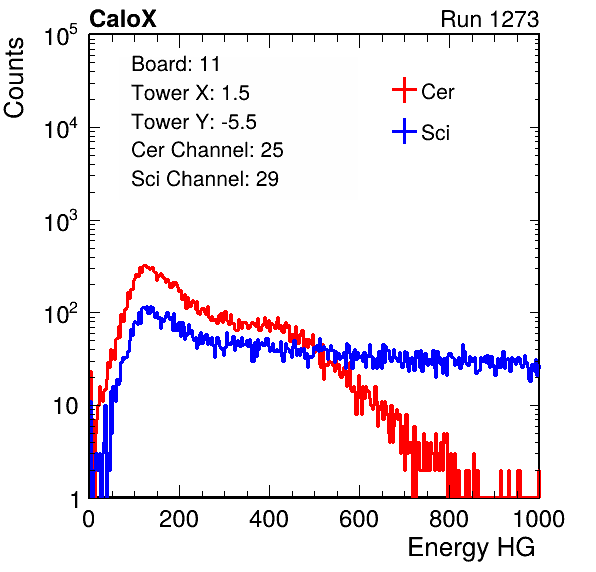 CaloX Run 1273
10^5
Counts
Board: 11
Tower X: 1.5
Tower Y: -5.5
Cer Channel: 25
Sci Channel: 29
Cer
Sci
10^4
10^3
10^2
10
1
0 200 400 600 800 1000
Energy HG